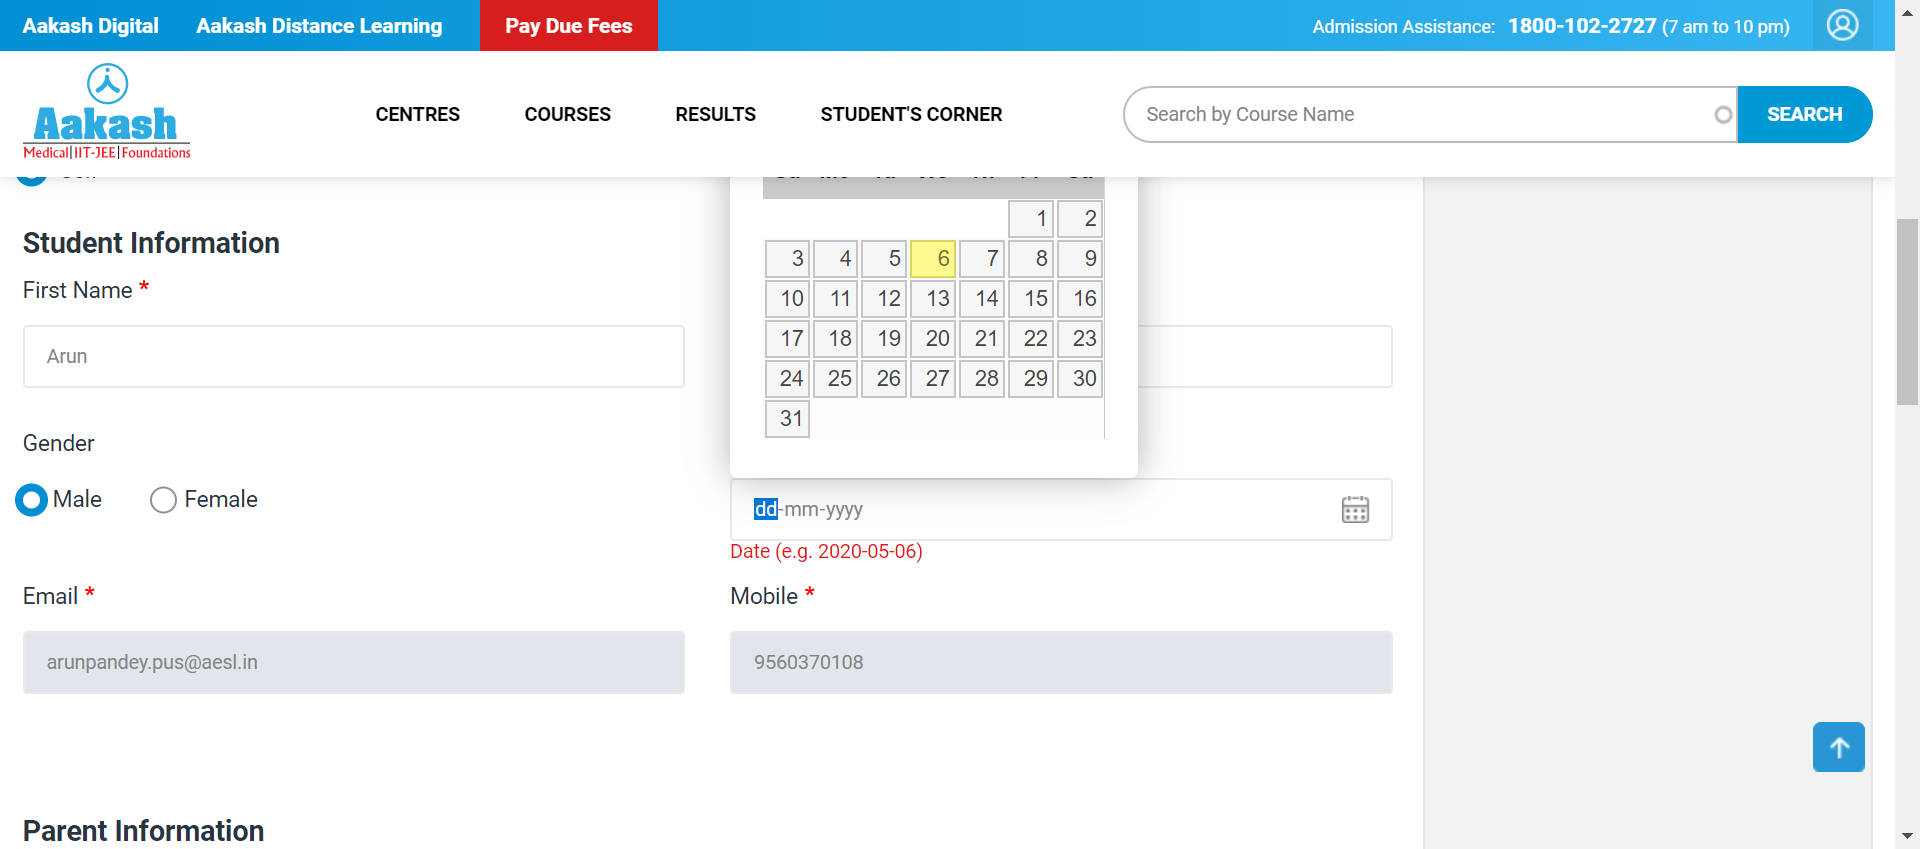 Aakash Digital Aakash Distance Learning Pay Due Fees Admission Assistance: 1800-102-2727 (7 am to 10 pm)
Aakash
Medical|IIT-JEE|Foundations
CENTRES COURSES RESULTS STUDENT'S CORNER Search by Course Name SEARCH
Student Information
First Name *
Arun
1 2
3 4 5 6 7 8 9
10 11 12 13 14 15 16
17 18 19 20 21 22 23
24 25 26 27 28 29 30
31
Gender
Male Female
dd-mm-yyyy
Date (e.g. 2020-05-06)
Email * Mobile *
arunpandey.pus@aesl.in 9560370108
Parent Information